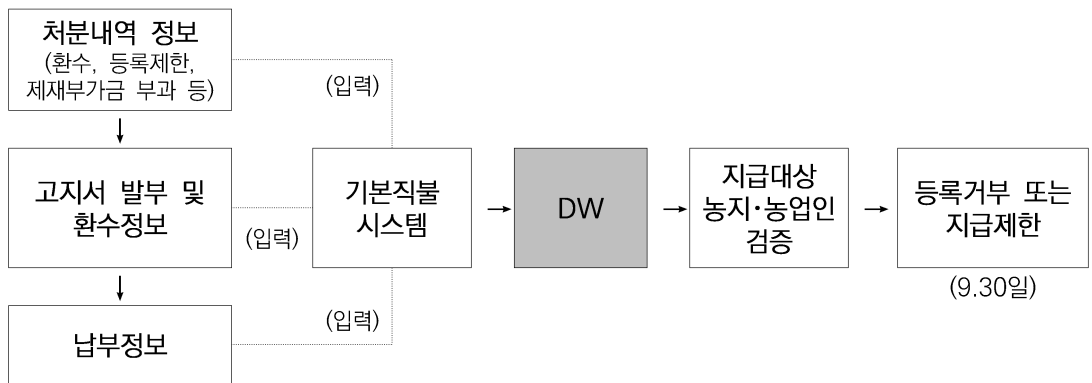 처분내역 정보
(환수, 등록제한,
제재부가금 부과 등)
(입력)
고지서 발부 및
환수정보
(입력)
기본직불
시스템
DW
지급대상
농지·농업인
검증
등록거부 또는
지급제한
(9.30일)
납부정보
(입력)